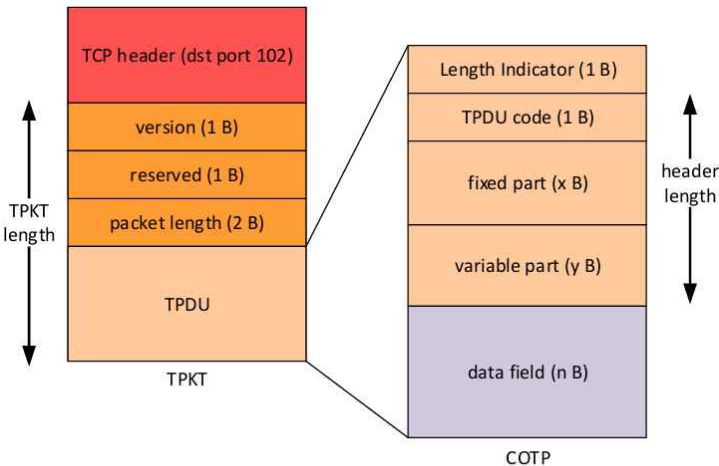 TCP header (dst port 102)
version (1 B)
reserved (1 B)
packet length (2 B)
TPDU
TPKT
TPKT
length
Length Indicator (1 B)
TPDU code (1 B)
fixed part (x B)
variable part (y B)
data field (n B)
COTP
header
length